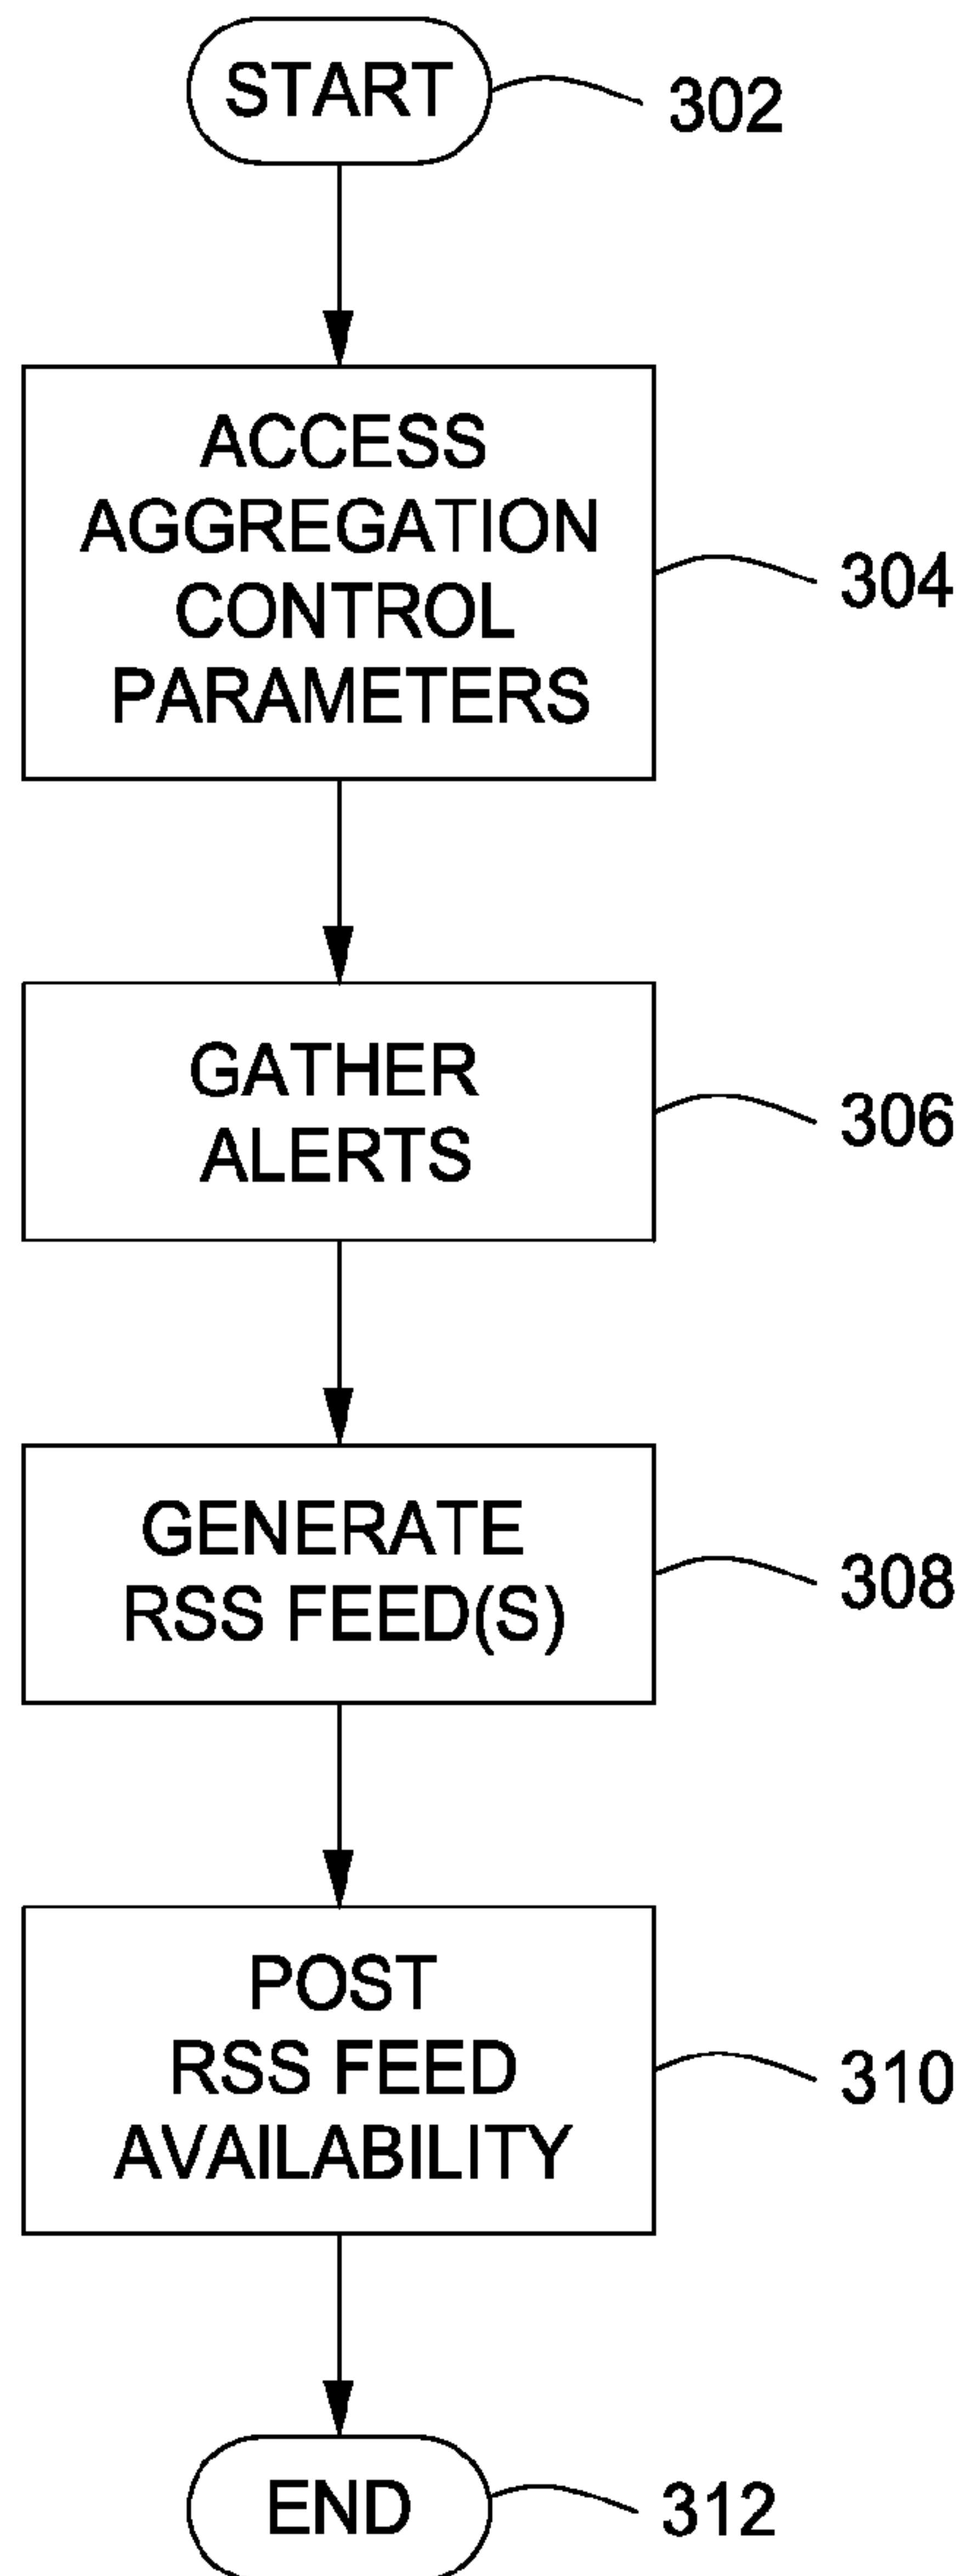 START
302
ACCESS
AGGREGATION
CONTROL
PARAMETERS
304
GATHER
ALERTS
306
GENERATE
RSS FEED(S)
308
POST
RSS FEED
AVAILABILITY
310
END
312